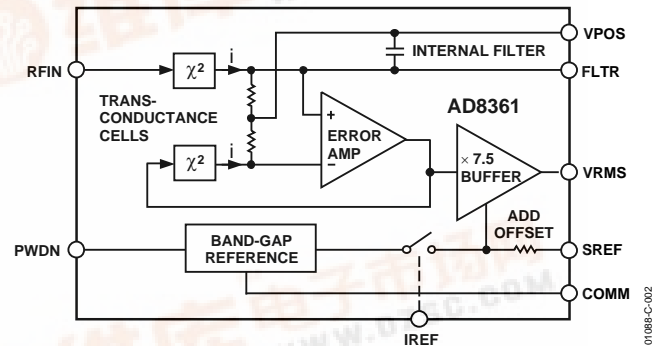 VPOS
INTERNAL FILTER
RFIN
χ² i
FLTR
TRANS-
CONDUCTANCE
CELLS
AD8361
+
ERROR
AMP
−
χ² i
× 7.5
BUFFER
VRMS
ADD
OFFSET
PWDN
BAND-GAP
REFERENCE
SREF
COMM
IREF
01088-C-002